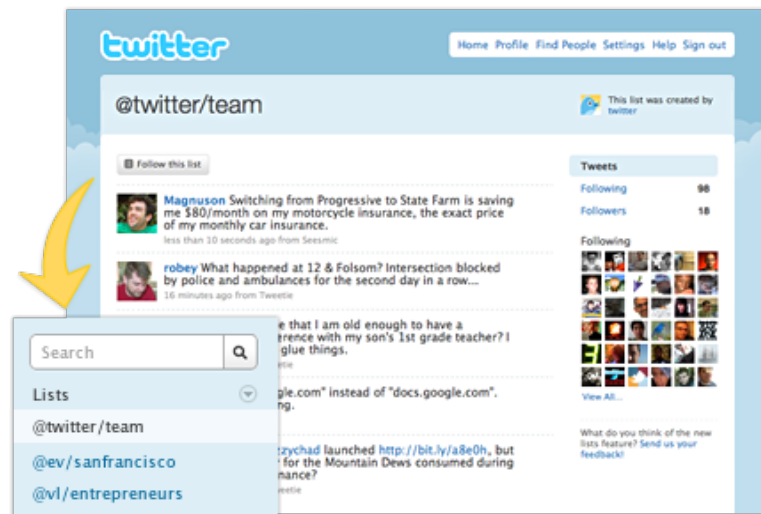 twitter
Home Profile Find People Settings Help Sign out
@twitter/team
This list was created by
twitter
Follow this list
Magnuson Switching from Progressive to State Farm is saving
me $80/month on my motorcycle insurance, the exact price
of my monthly car insurance.
less than 10 seconds ago from Seesmic
robey What happened at 12 & Folsom? Intersection blocked
by police and ambulances for the second day in a row...
16 minutes ago from Tweetie
e that I am old enough to have a
erence with my son's 1st grade teacher? I
glue things.
etie
gle.com" instead of "docs.google.com".
ng.
zzychad launched http://bit.ly/a8e0h, but
for the Mountain Dews consumed during
nance?
weetie
Tweets
Following 98
Followers 18
Following
View All...
What do you think of the new
lists feature? Send us your
feedback!
Search
Lists
@twitter/team
@ev/sanfrancisco
@vl/entrepreneurs